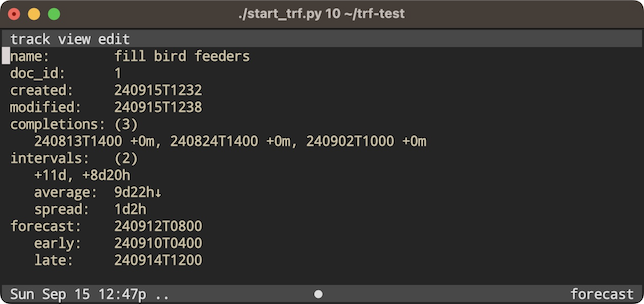 ./start_trf.py 10 ~/trf-test
track view edit
name:        fill bird feeders
doc_id:      1
created:     240915T1232
modified:    240915T1238
completions: (3)
   240813T1400 +0m, 240824T1400 +0m, 240902T1000 +0m
intervals:   (2)
   +11d, +8d20h
   average:  9d22h↓
   spread:   1d2h
forecast:    240912T0800
   early:    240910T0400
   late:     240914T1200
Sun Sep 15 12:47p .. ● forecast